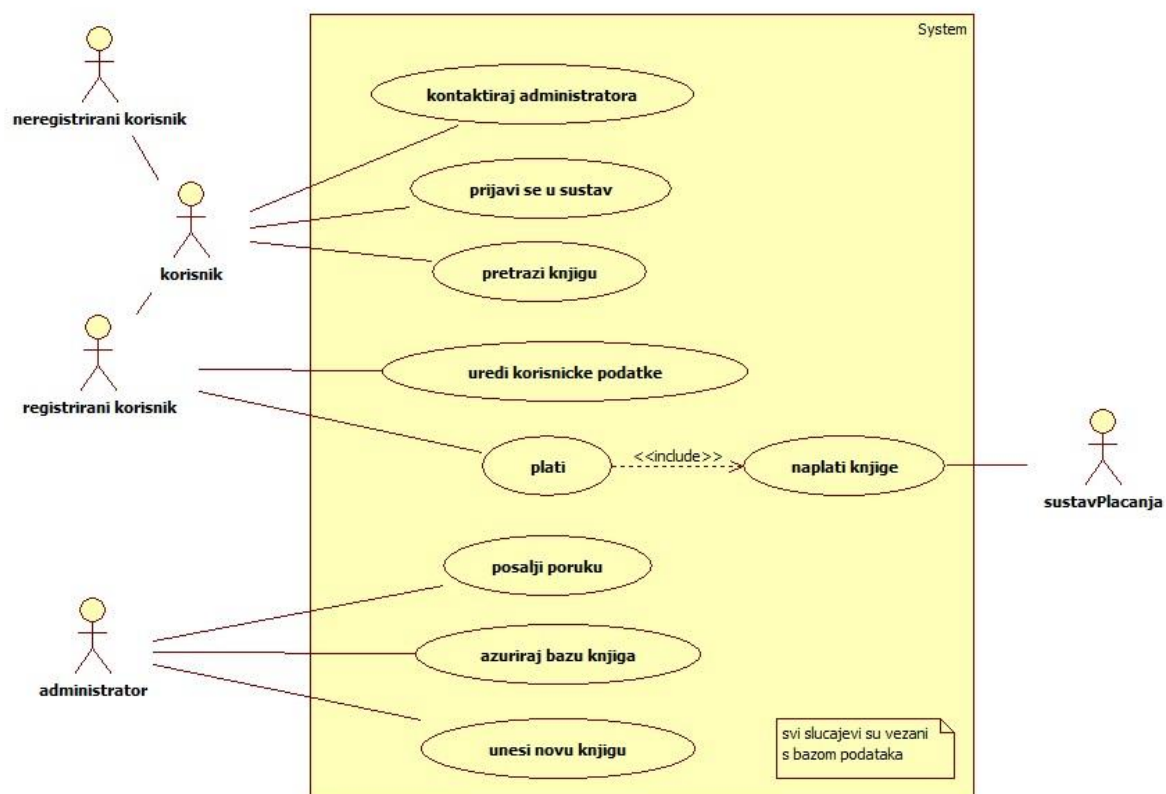 System
neregistrirani korisnik
kontaktiraj administratora
prijavi se u sustav
korisnik
pretrazi knjigu
registrirani korisnik
uredi korisnicke podatke
plati
<<include>>
naplati knjige
sustavPlacanja
posalji poruku
administrator
azuriraj bazu knjiga
unesi novu knjigu
svi slucajevi su vezani
s bazom podataka